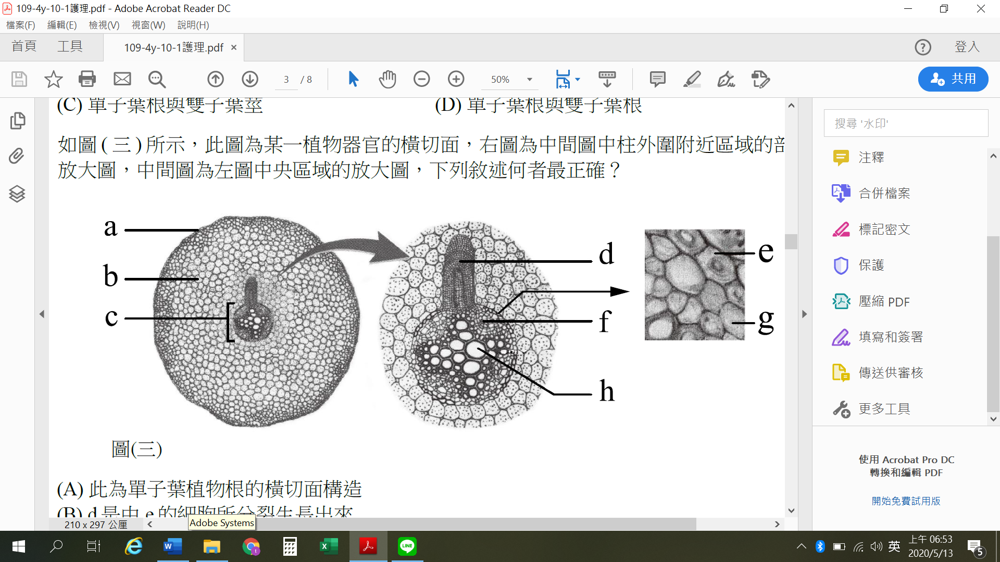 109-4y-10-1護理.pdf - Adobe Acrobat Reader DC
檔案(F) 編輯(E) 檢視(V) 視窗(W) 說明(H)
首頁 工具 109-4y-10-1護理.pdf × ? 登入
3 / 8 50% 共用
(C) 單子葉根與雙子葉莖 (D) 單子葉根與雙子葉根
如圖(三)所示，此圖為某一植物器官的橫切面，右圖為中間圖中柱外圍附近區域的部
放大圖，中間圖為左圖中央區域的放大圖，下列敘述何者最正確？
a
b
c
d
f
h
e
g
圖(三)
(A) 此為單子葉植物根的橫切面構造
(B) d 是由 e 的細胞所分裂生長出來
210 x 297 公厘
Adobe Systems
搜尋 '水印'
注釋
合併檔案
標記密文
保護
壓縮 PDF
填寫和簽署
傳送供審核
更多工具
使用 Acrobat Pro DC
轉換和編輯 PDF
開始免費試用版
W X LINE 英 上午 06:53
2020/5/13 5